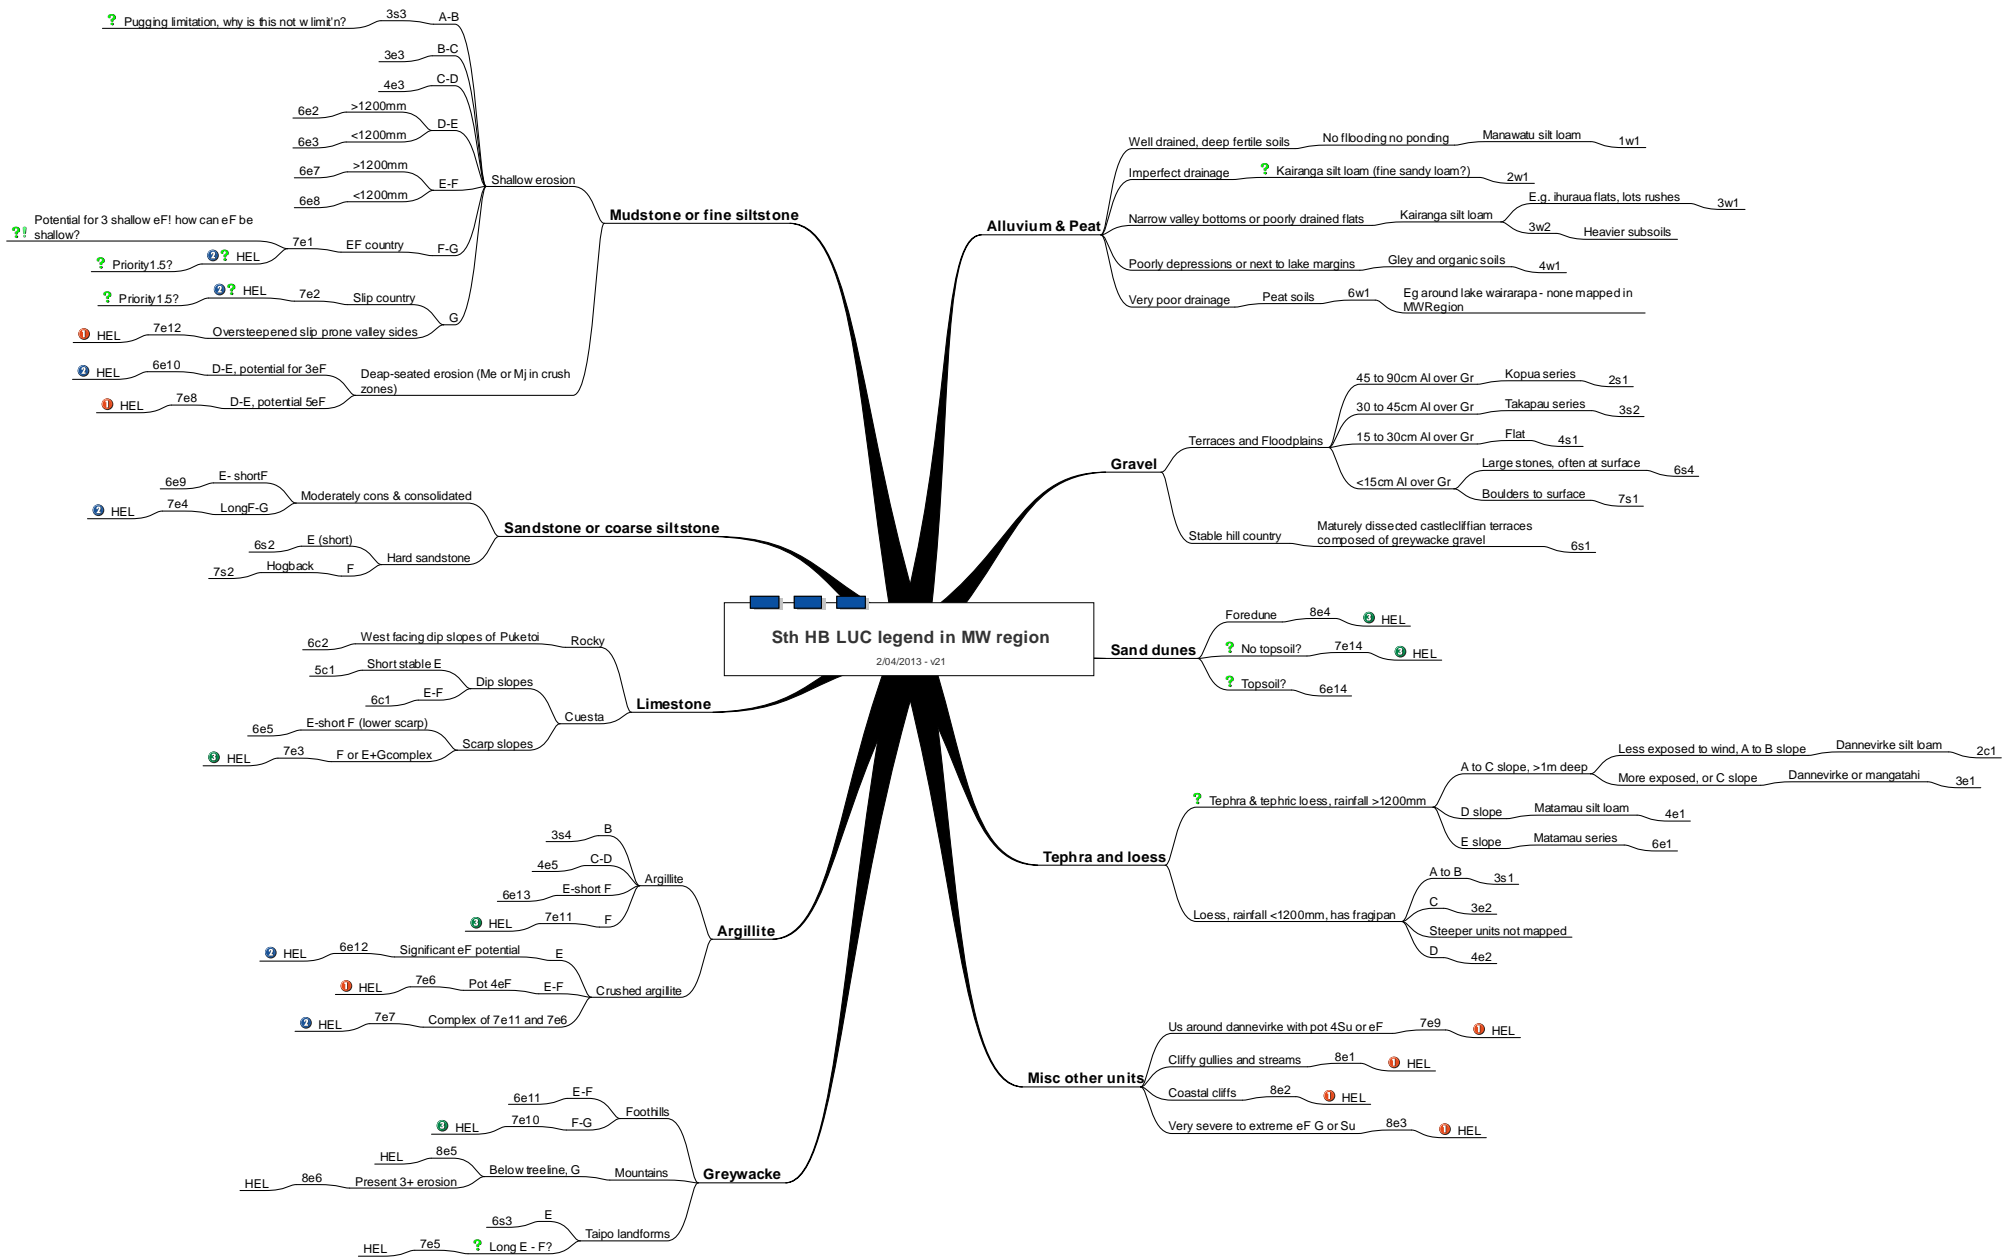 Sth HB LUC legend in MW region
2/04/2013 - v21
Mudstone or fine siltstone
Shallow erosion
A-B
3s3
? Pugging limitation, why is this not w limit'n?
B-C
3e3
C-D
4e3
D-E
>1200mm
6e2
<1200mm
6e3
E-F
>1200mm
6e7
<1200mm
6e8
F-G
EF country
7e1
?! Potential for 3 shallow eF! how can eF be
shallow?
2 ? HEL
? Priority1.5?
G
Slip country
7e2
2 ? HEL
? Priority1.5?
Oversteepened slip prone valley sides
7e12
1 HEL
Deap-seated erosion (Me or Mj in crush
zones)
D-E, potential for 3eF
6e10
2 HEL
D-E, potential 5eF
7e8
1 HEL
Sandstone or coarse siltstone
Moderately cons & consolidated
E- shortF
6e9
LongF-G
7e4
2 HEL
Hard sandstone
E (short)
6s2
F
Hogback
7s2
Limestone
Rocky
West facing dip slopes of Puketoi
6c2
Cuesta
Dip slopes
Short stable E
5c1
E-F
6c1
Scarp slopes
E-short F (lower scarp)
6e5
F or E+Gcomplex
7e3
3 HEL
Argillite
Argillite
B
3s4
C-D
4e5
E-short F
6e13
F
7e11
3 HEL
Crushed argillite
E
Significant eF potential
6e12
2 HEL
E-F
Pot 4eF
7e6
1 HEL
Complex of 7e11 and 7e6
7e7
2 HEL
Greywacke
Foothills
E-F
6e11
F-G
7e10
3 HEL
Mountains
Below treeline, G
8e5
HEL
Present 3+ erosion
8e6
HEL
Taipo landforms
E
6s3
? Long E - F?
7e5
HEL
Alluvium & Peat
Well drained, deep fertile soils
No fllooding no ponding
Manawatu silt loam
1w1
Imperfect drainage
? Kairanga silt loam (fine sandy loam?)
2w1
Narrow valley bottoms or poorly drained flats
Kairanga silt loam
E.g. ihuraua flats, lots rushes
3w1
3w2
Heavier subsoils
Poorly depressions or next to lake margins
Gley and organic soils
4w1
Very poor drainage
Peat soils
6w1
Eg around lake wairarapa - none mapped in
MWRegion
Gravel
Terraces and Floodplains
45 to 90cm Al over Gr
Kopua series
2s1
30 to 45cm Al over Gr
Takapau series
3s2
15 to 30cm Al over Gr
Flat
4s1
<15cm Al over Gr
Large stones, often at surface
6s4
Boulders to surface
7s1
Stable hill country
Maturely dissected castlecliffian terraces
composed of greywacke gravel
6s1
Sand dunes
Foredune
8e4
3 HEL
? No topsoil?
7e14
3 HEL
? Topsoil?
6e14
Tephra and loess
? Tephra & tephric loess, rainfall >1200mm
A to C slope, >1m deep
Less exposed to wind, A to B slope
Dannevirke silt loam
2c1
More exposed, or C slope
Dannevirke or mangatahi
3e1
D slope
Matamau silt loam
4e1
E slope
Matamau series
6e1
Loess, rainfall <1200mm, has fragipan
A to B
3s1
C
3e2
Steeper units not mapped
D
4e2
Misc other units
Us around dannevirke with pot 4Su or eF
7e9
1 HEL
Cliffy gullies and streams
8e1
1 HEL
Coastal cliffs
8e2
1 HEL
Very severe to extreme eF G or Su
8e3
1 HEL